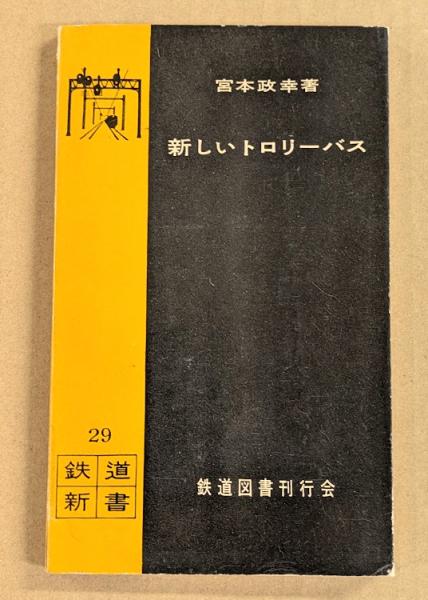 宮本政幸著
新しいトロリーバス
29
鉄道
新書
鉄道図書刊行会